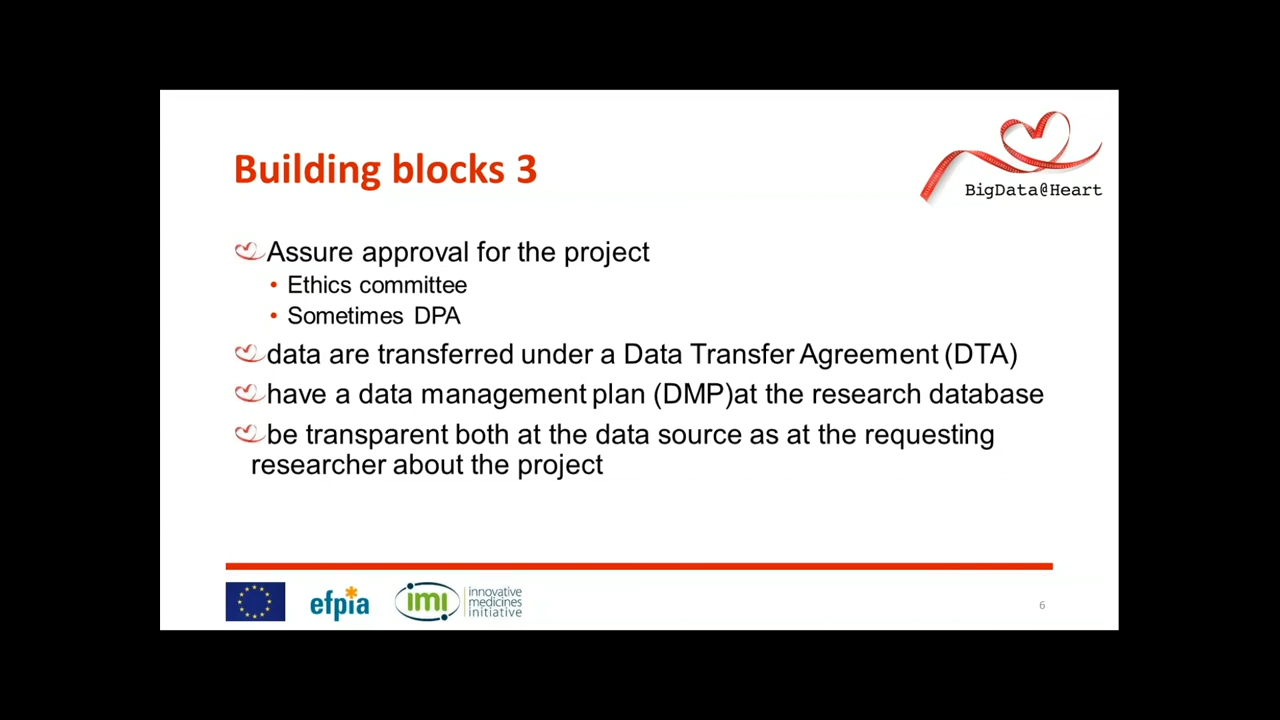 Building blocks 3
BigData@Heart
Assure approval for the project
• Ethics committee
• Sometimes DPA
data are transferred under a Data Transfer Agreement (DTA)
have a data management plan (DMP)at the research database
be transparent both at the data source as at the requesting
researcher about the project
efpia
imi
innovative
medicines
initiative
6